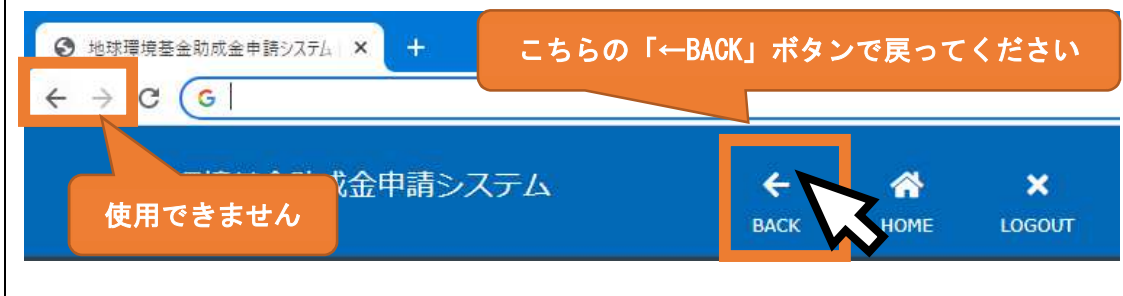 地球環境基金助成金申請システム
こちらの「←BACK」ボタンで戻ってください
成金申請システム
使用できません
BACK
HOME
LOGOUT